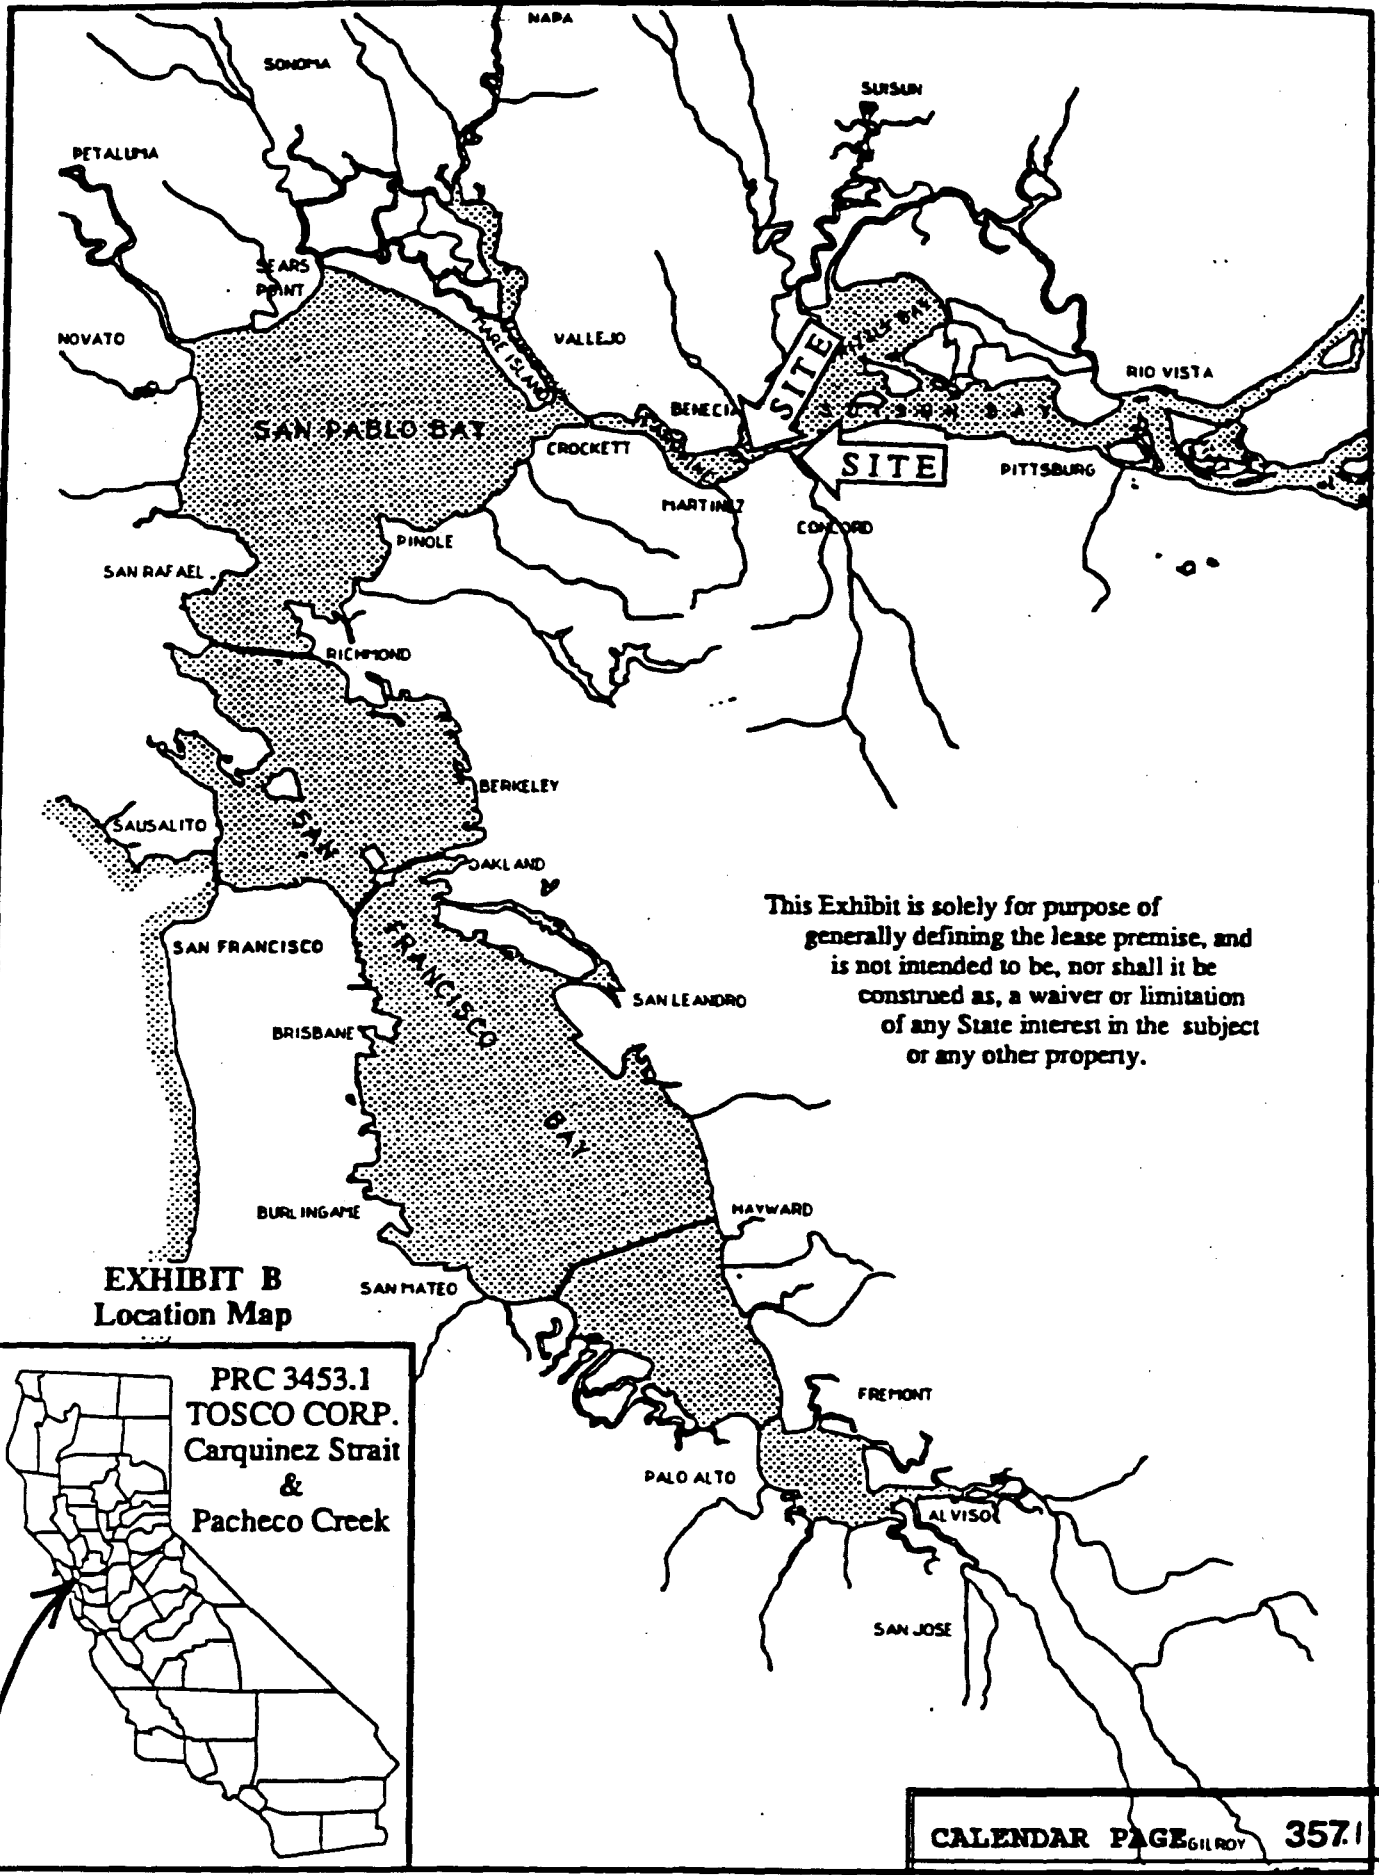 NAPA
SONOMA
SUISUN
PETALUMA
SEARS
POINT
NOVATO
MARE ISLAND
VALLEJO
SITE
RIO VISTA
BENECIA
SUISUN BAY
SAN PABLO BAY
CROCKETT
SITE
PITTSBURG
MARTINEZ
CONCORD
PINOLE
SAN RAFAEL
RICHMOND
BERKELEY
SAUSALITO
SAN
OAKLAND
This Exhibit is solely for purpose of
generally defining the lease premise, and
is not intended to be, nor shall it be
construed as, a waiver or limitation
of any State interest in the subject
or any other property.
SAN FRANCISCO
FRANCISCO
SAN LEANDRO
BRISBANE
BAY
BURLINGAME
HAYWARD
EXHIBIT B
Location Map
SAN MATEO
PRC 3453.1
TOSCO CORP.
Carquinez Strait
&
Pacheco Creek
FREMONT
PALO ALTO
ALVISO
SAN JOSE
CALENDAR PAGE
GILROY
357.1